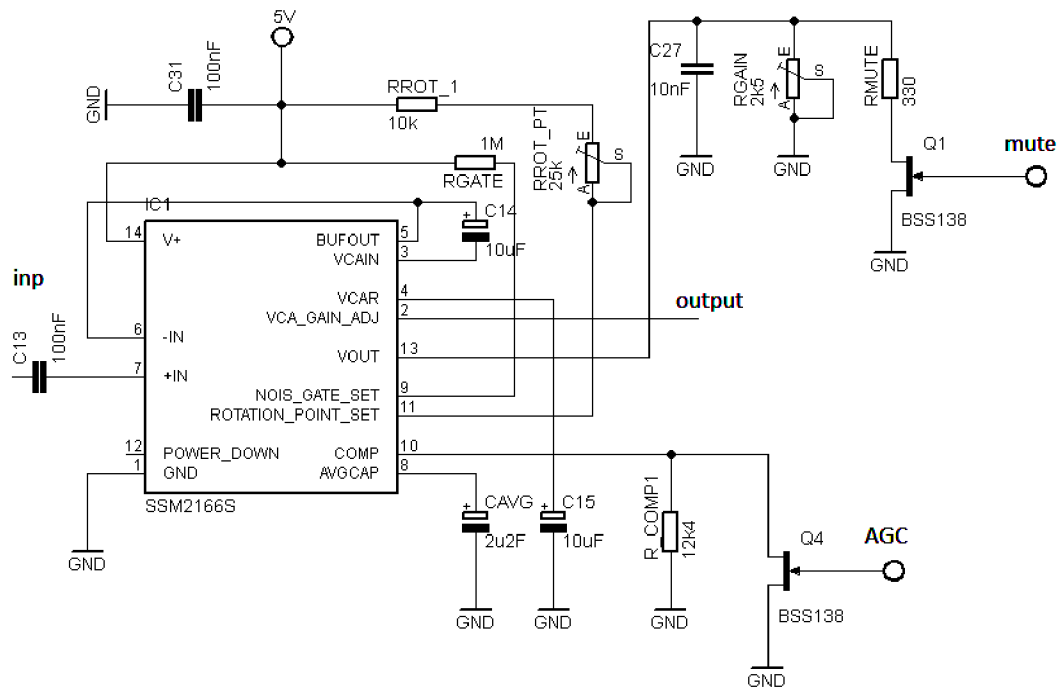 5V
C31
100nF
GND
RROT_1
10k
RROT_PT
25k
E
S
A
1M
RGATE
C27
10nF
GND
RGAIN
2k5
E
S
A
GND
RMUTE
330
Q1
mute
BSS138
GND
IC1
C14
10uF
+
14 V+
BUFOUT 5
VCAIN 3
inp
VCAR 4
VCA_GAIN_ADJ 2
output
C13
100nF
6 -IN
VOUT 13
7 +IN
NOIS_GATE_SET 9
ROTATION_POINT_SET 11
12 POWER_DOWN
COMP 10
1 GND
AVGCAP 8
SSM2166S
GND
+
CAVG
2u2F
GND
+
C15
10uF
GND
R_COMP1
12k4
GND
Q4
AGC
BSS138
GND